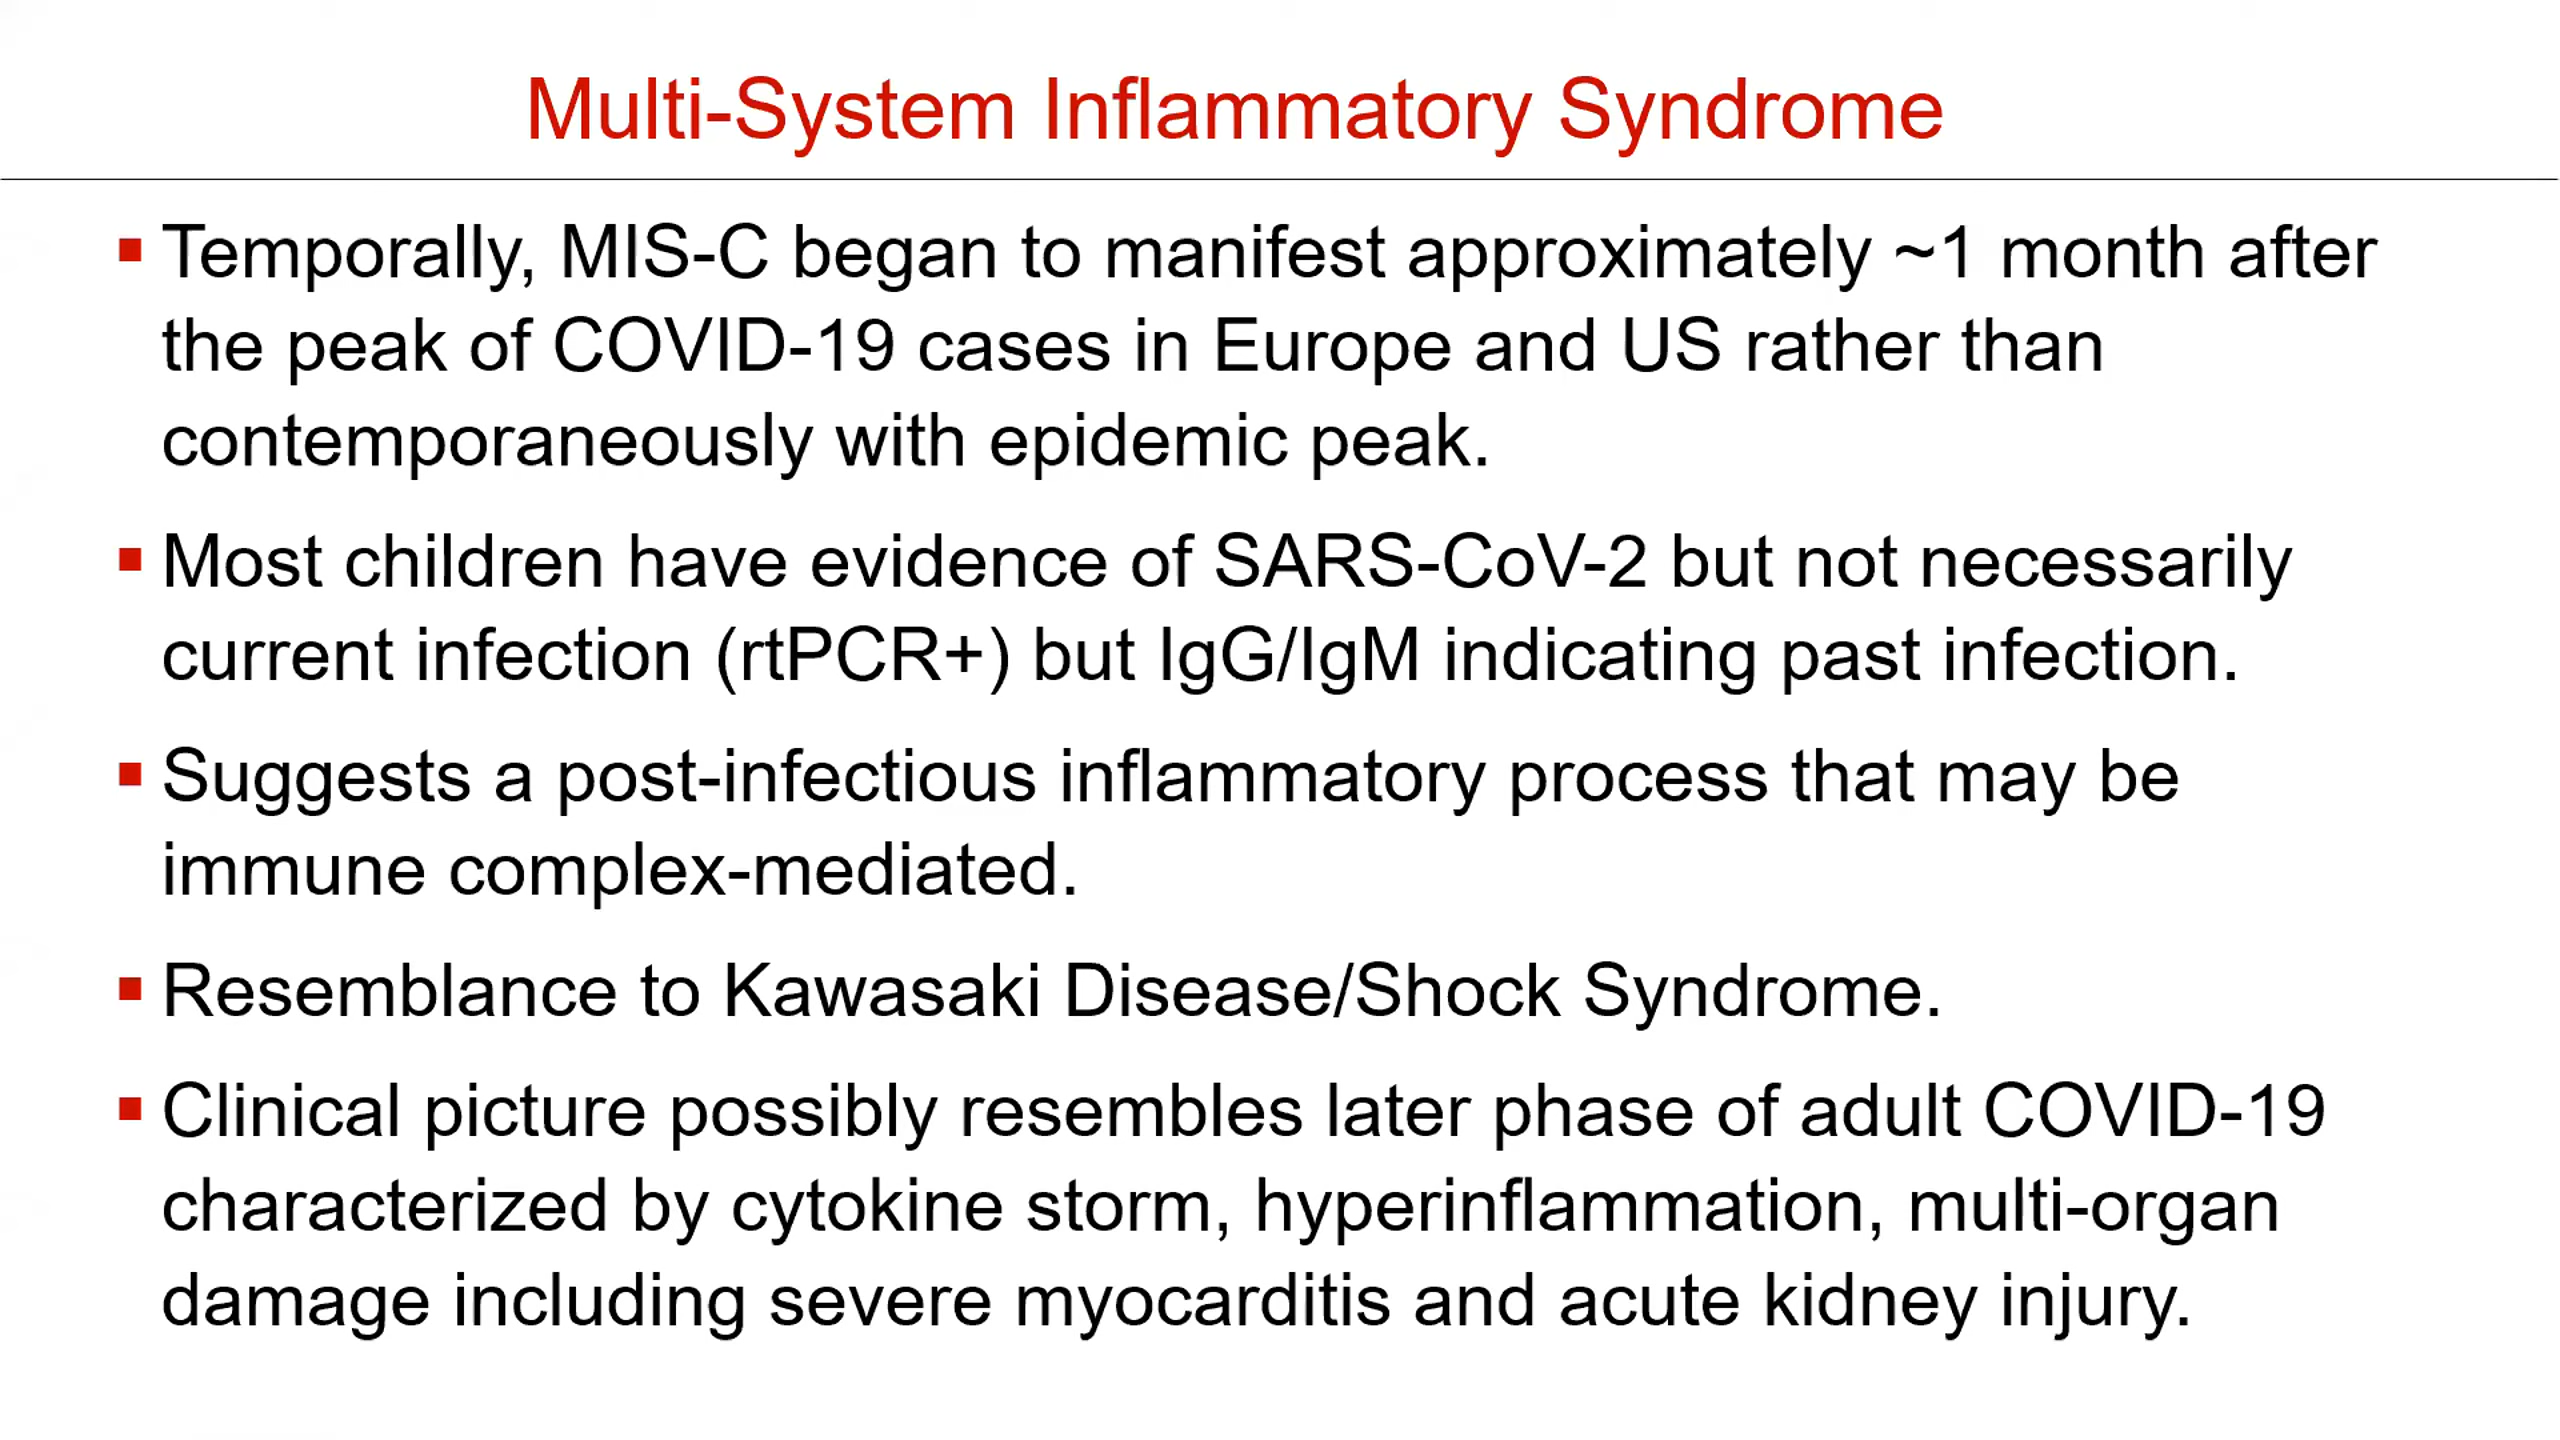 Multi-System Inflammatory Syndrome
▪ Temporally, MIS-C began to manifest approximately ~1 month after
the peak of COVID-19 cases in Europe and US rather than
contemporaneously with epidemic peak.
▪ Most children have evidence of SARS-CoV-2 but not necessarily
current infection (rtPCR+) but IgG/IgM indicating past infection.
▪ Suggests a post-infectious inflammatory process that may be
immune complex-mediated.
▪ Resemblance to Kawasaki Disease/Shock Syndrome.
▪ Clinical picture possibly resembles later phase of adult COVID-19
characterized by cytokine storm, hyperinflammation, multi-organ
damage including severe myocarditis and acute kidney injury.